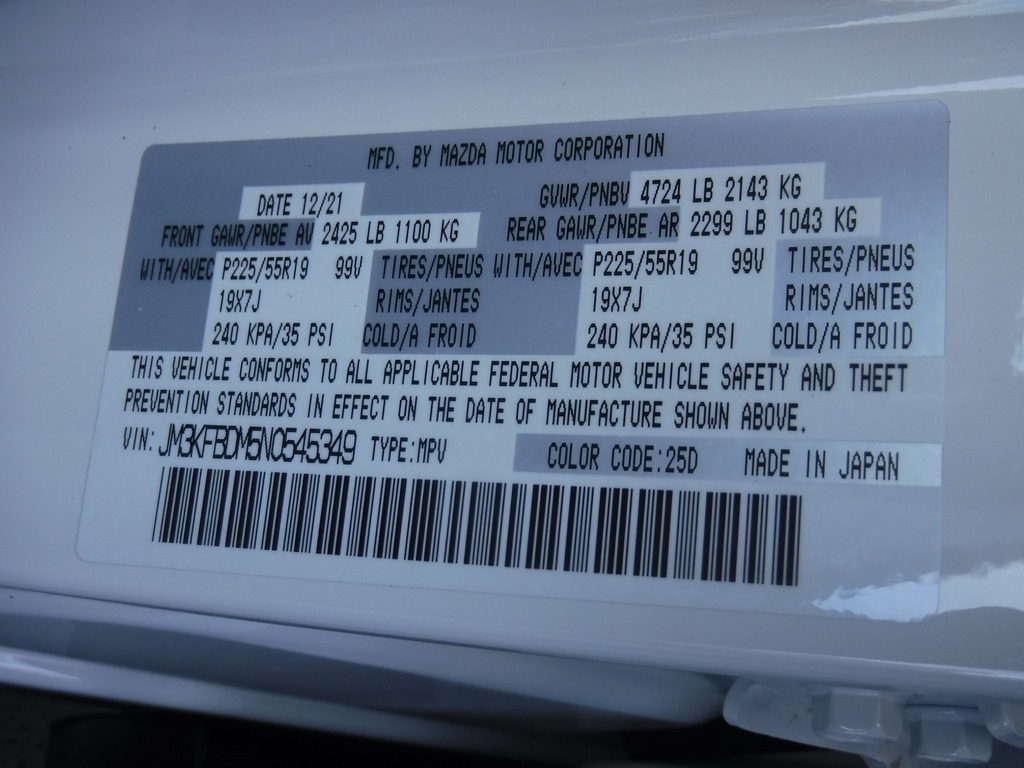 MFD. BY MAZDA MOTOR CORPORATION
DATE 12/21 GVWR/PNBV 4724 LB 2143 KG
FRONT GAWR/PNBE AV 2425 LB 1100 KG REAR GAWR/PNBE AR 2299 LB 1043 KG
WITH/AVEC P225/55R19 99V TIRES/PNEUS WITH/AVEC P225/55R19 99V TIRES/PNEUS
19X7J RIMS/JANTES 19X7J RIMS/JANTES
240 KPA/35 PSI COLD/A FROID 240 KPA/35 PSI COLD/A FROID
THIS VEHICLE CONFORMS TO ALL APPLICABLE FEDERAL MOTOR VEHICLE SAFETY AND THEFT
PREVENTION STANDARDS IN EFFECT ON THE DATE OF MANUFACTURE SHOWN ABOVE.
VIN: JM3KFBDM5N0545349 TYPE:MPV COLOR CODE:25D MADE IN JAPAN